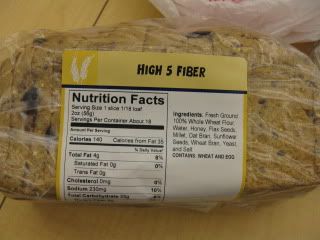 HIGH 5 FIBER
Nutrition Facts
Serving Size 1 slice 1/18 loaf
2oz (56g)
Servings Per Container About 18
Amount Per Serving
Calories 140 Calories from Fat 35
% Daily Value*
Total Fat 4g 6%
Saturated Fat 0g 0%
Trans Fat 0g
Cholesterol 0mg 0%
Sodium 230mg 10%
Total Carbohydrate
Ingredients: Fresh Ground
100% Whole Wheat Flour,
Water, Honey, Flax Seeds,
Millet, Oat Bran, Sunflower
Seeds, Wheat Bran, Yeast,
and Salt.
CONTAINS: WHEAT AND EGG